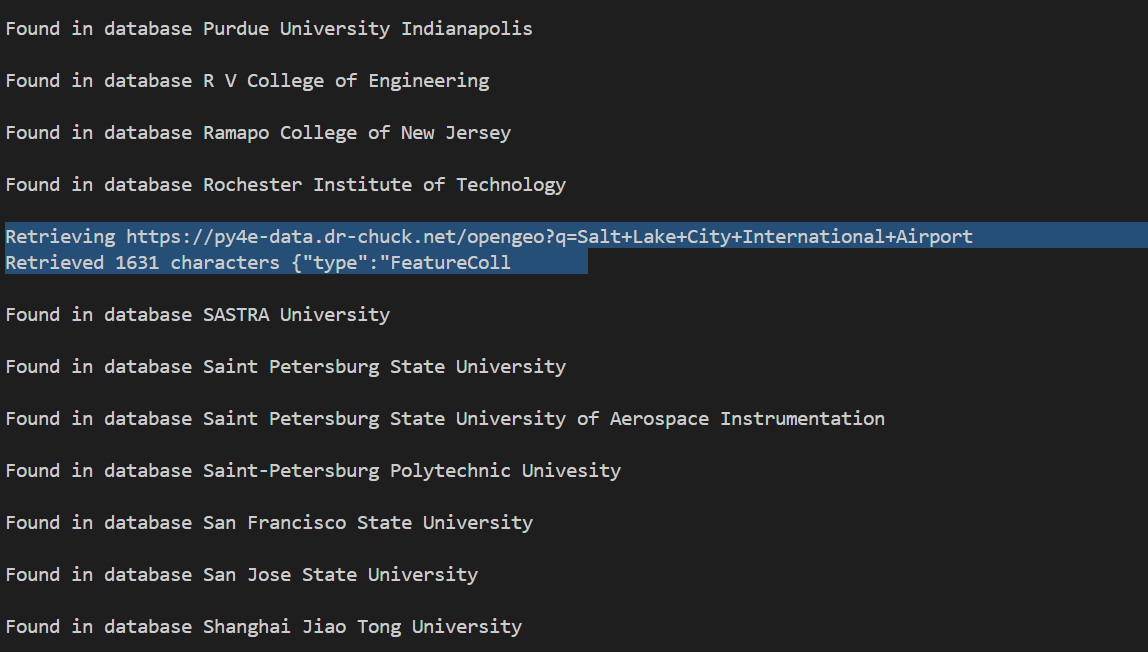 Found in database Purdue University Indianapolis
Found in database R V College of Engineering
Found in database Ramapo College of New Jersey
Found in database Rochester Institute of Technology
Retrieving https://py4e-data.dr-chuck.net/opengeo?q=Salt+Lake+City+International+Airport
Retrieved 1631 characters {"type":"FeatureColl
Found in database SASTRA University
Found in database Saint Petersburg State University
Found in database Saint Petersburg State University of Aerospace Instrumentation
Found in database Saint-Petersburg Polytechnic Univesity
Found in database San Francisco State University
Found in database San Jose State University
Found in database Shanghai Jiao Tong University